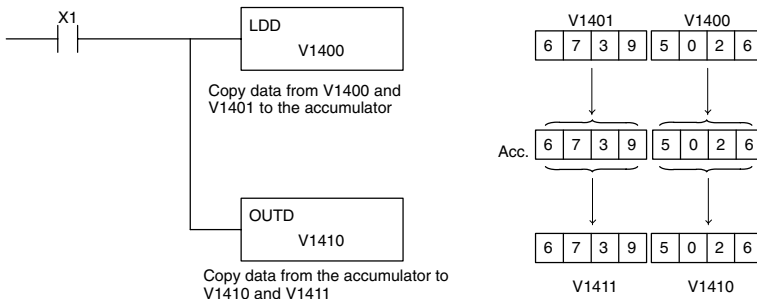 X1
LDD
V1400
Copy data from V1400 and
V1401 to the accumulator
OUTD
V1410
Copy data from the accumulator to
V1410 and V1411
V1401 V1400
6 7 3 9 5 0 2 6
Acc. 6 7 3 9 5 0 2 6
6 7 3 9 5 0 2 6
V1411 V1410